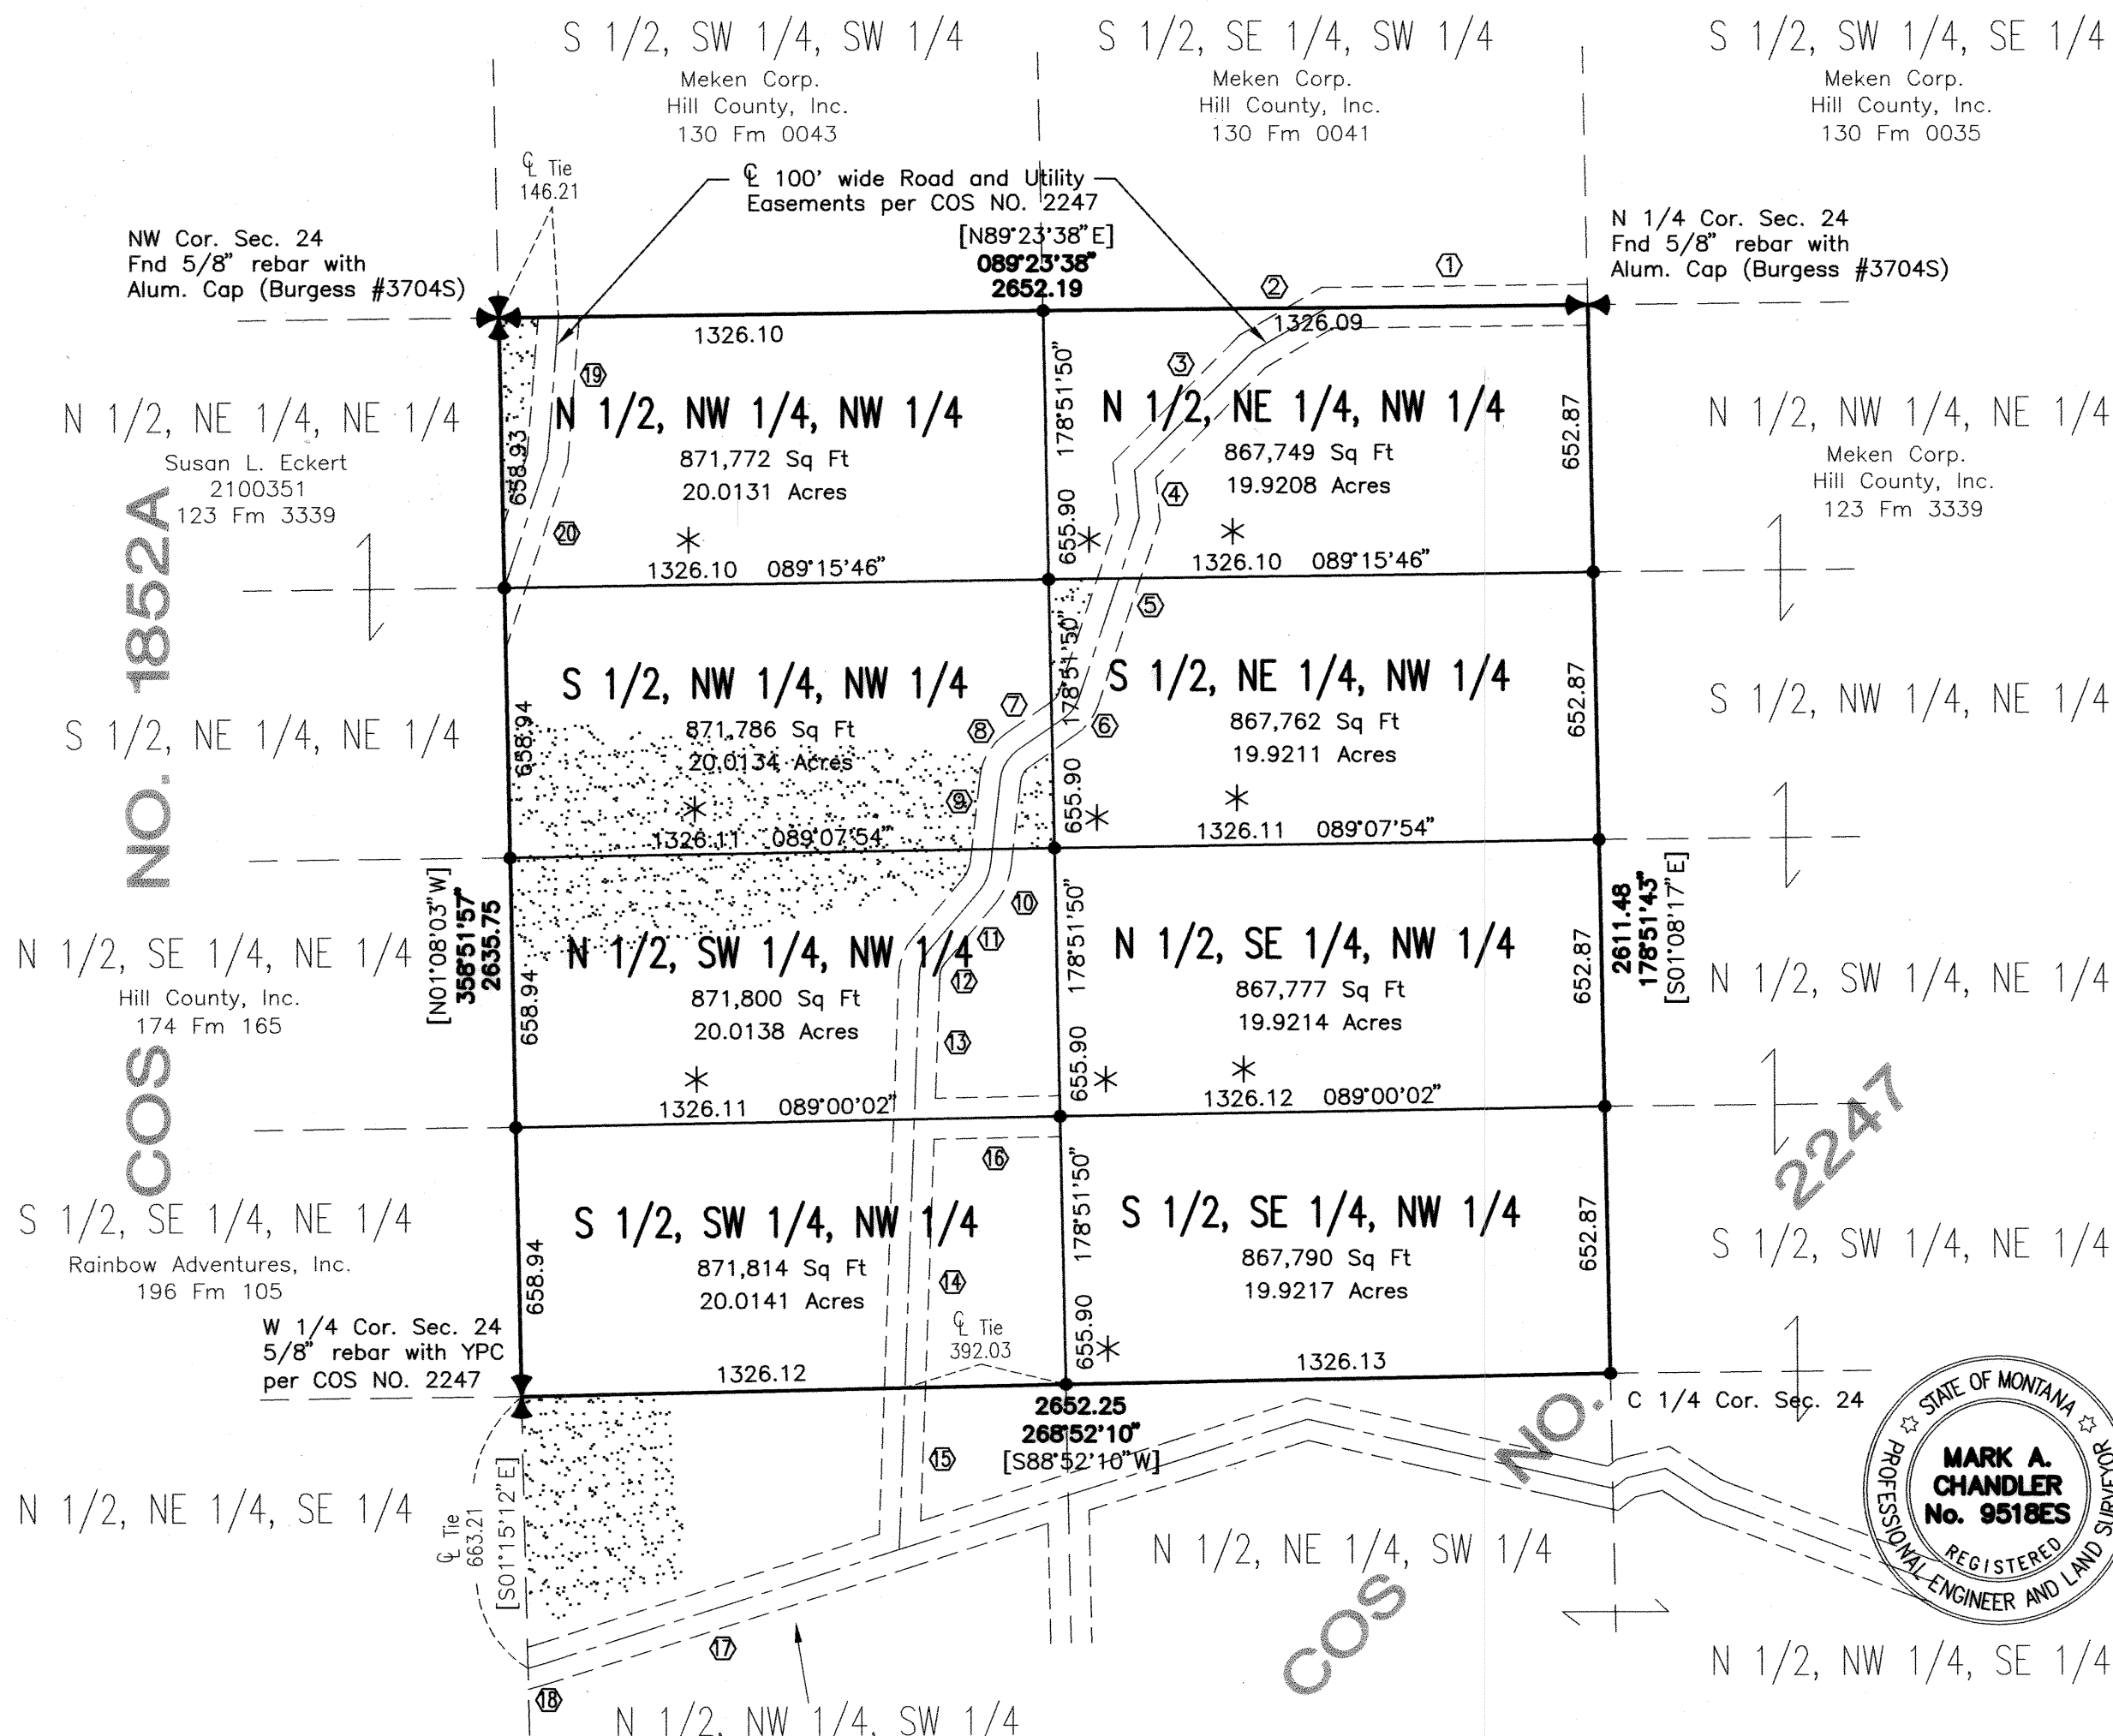 S 1/2, SW 1/4, SW 1/4
Meken Corp.
Hill County, Inc.
130 Fm 0043
S 1/2, SE 1/4, SW 1/4
Meken Corp.
Hill County, Inc.
130 Fm 0041
S 1/2, SW 1/4, SE 1/4
Meken Corp.
Hill County, Inc.
130 Fm 0035
℄ Tie
146.21
℄ 100' wide Road and Utility
Easements per COS NO. 2247
[N89°23'38"E]
089°23'38"
2652.19
NW Cor. Sec. 24
Fnd 5/8" rebar with
Alum. Cap (Burgess #3704S)
N 1/4 Cor. Sec. 24
Fnd 5/8" rebar with
Alum. Cap (Burgess #3704S)
1
2
1326.10
1326.09
3
19
N 1/2, NE 1/4, NE 1/4
Susan L. Eckert
2100351
123 Fm 3339
658.93
N 1/2, NW 1/4, NW 1/4
871,772 Sq Ft
20.0131 Acres
178°51'50"
655.90
N 1/2, NE 1/4, NW 1/4
867,749 Sq Ft
19.9208 Acres
4
652.87
N 1/2, NW 1/4, NE 1/4
Meken Corp.
Hill County, Inc.
123 Fm 3339
20
1326.10 089°15'46"
1326.10 089°15'46"
5
COS NO. 1852A
S 1/2, NE 1/4, NE 1/4
658.94
S 1/2, NW 1/4, NW 1/4
871,786 Sq Ft
20.0134 Acres
7
8
9
178°51'50"
655.90
6
S 1/2, NE 1/4, NW 1/4
867,762 Sq Ft
19.9211 Acres
652.87
S 1/2, NW 1/4, NE 1/4
1326.11 089°07'54"
1326.11 089°07'54"
[N01°08'03"W]
358°51'57"
2635.75
2611.48
178°51'43"
[S01°08'17"E]
N 1/2, SE 1/4, NE 1/4
Hill County, Inc.
174 Fm 165
658.94
N 1/2, SW 1/4, NW 1/4
871,800 Sq Ft
20.0138 Acres
10
11
12
13
178°51'50"
655.90
N 1/2, SE 1/4, NW 1/4
867,777 Sq Ft
19.9214 Acres
652.87
N 1/2, SW 1/4, NE 1/4
1326.11 089°00'02"
1326.12 089°00'02"
16
S 1/2, SE 1/4, NE 1/4
Rainbow Adventures, Inc.
196 Fm 105
658.94
S 1/2, SW 1/4, NW 1/4
871,814 Sq Ft
20.0141 Acres
14
178°51'50"
655.90
S 1/2, SE 1/4, NW 1/4
867,790 Sq Ft
19.9217 Acres
652.87
S 1/2, SW 1/4, NE 1/4
W 1/4 Cor. Sec. 24
5/8" rebar with YPC
per COS NO. 2247
℄ Tie
392.03
1326.12
1326.13
2652.25
268°52'10"
[S88°52'10"W]
C 1/4 Cor. Sec. 24
COS NO. 2247
15
℄ Tie
663.21
[S01°15'12"E]
N 1/2, NE 1/4, SE 1/4
N 1/2, NE 1/4, SW 1/4
17
18
N 1/2, NW 1/4, SW 1/4
N 1/2, NW 1/4, SE 1/4
STATE OF MONTANA
MARK A.
CHANDLER
No. 9518ES
REGISTERED
PROFESSIONAL ENGINEER AND LAND SURVEYOR